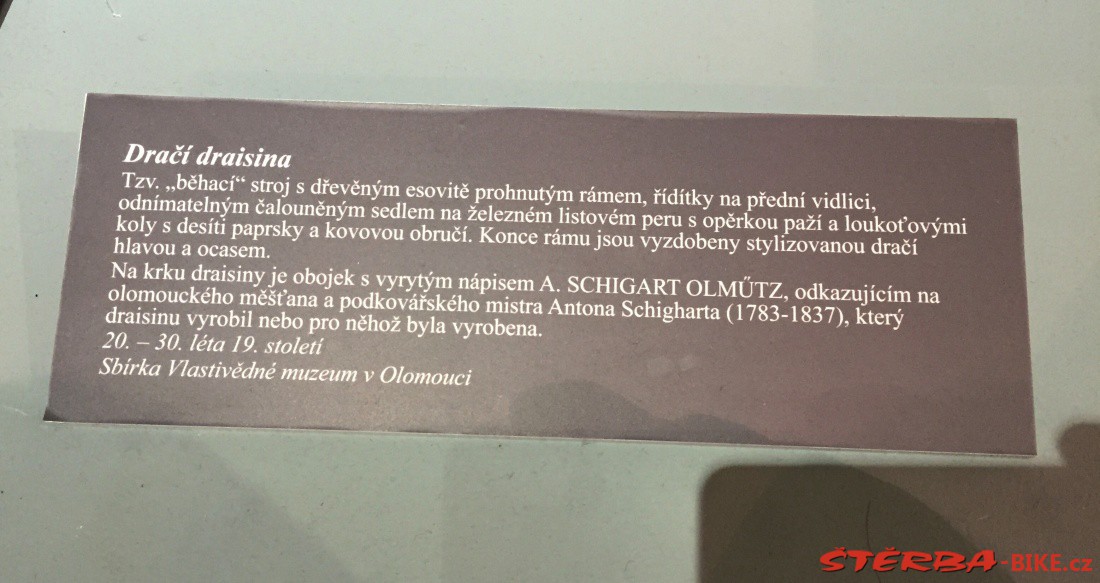 Dračí draisina
Tzv. „běhací“ stroj s dřevěným esovitě prohnutým rámem, řídítky na přední vidlici,
odnímatelným čalouněným sedlem na železném listovém peru s opěrkou paží a loukoťovými
koly s desíti paprsky a kovovou obručí. Konce rámu jsou vyzdobeny stylizovanou dračí
hlavou a ocasem.
Na krku draisiny je obojek s vyrytým nápisem A. SCHIGART OLMŰTZ, odkazujícím na
olomouckého měšťana a podkovářského mistra Antona Schigharta (1783-1837), který
draisinu vyrobil nebo pro něhož byla vyrobena.
20. – 30. léta 19. století
Sbírka Vlastivědné muzeum v Olomouci
ŠTĚRBA-BIKE.cz